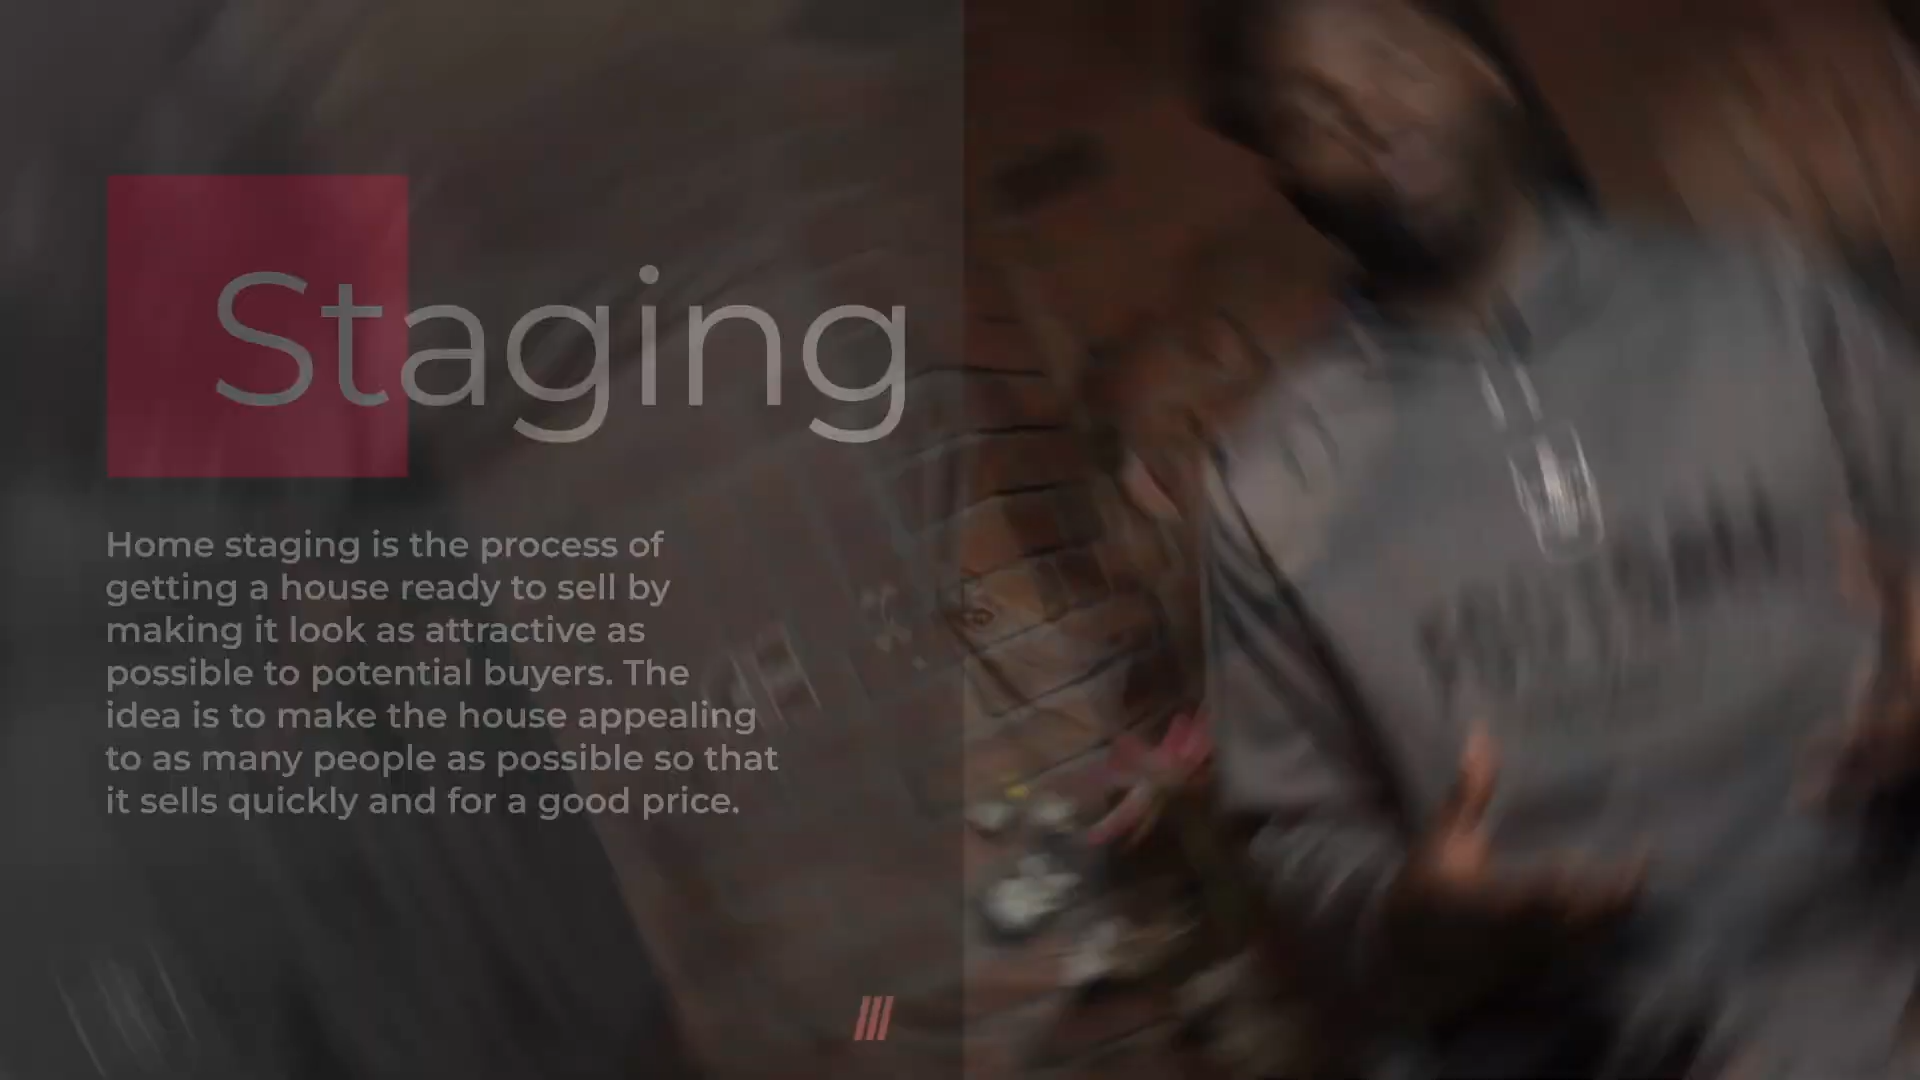 Staging
Home staging is the process of
getting a house ready to sell by
making it look as attractive as
possible to potential buyers. The
idea is to make the house appealing
to as many people as possible so that
it sells quickly and for a good price.